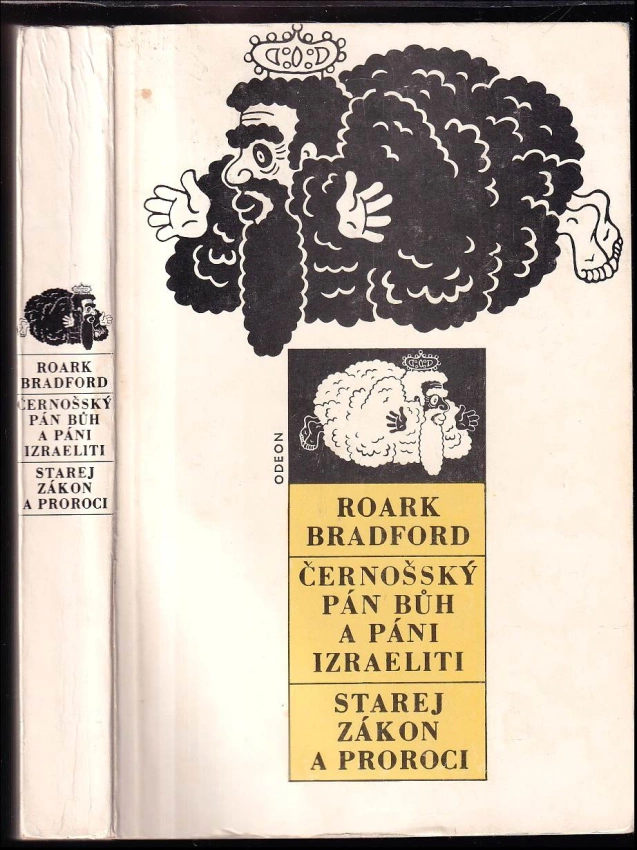 ROARK
BRADFORD
ČERNOŠSKÝ
PÁN BŮH
A PÁNI
IZRAELITI
STAREJ
ZÁKON
A PROROCI
ODEON
ROARK
BRADFORD
ČERNOŠSKÝ
PÁN BŮH
A PÁNI
IZRAELITI
STAREJ
ZÁKON
A PROROCI